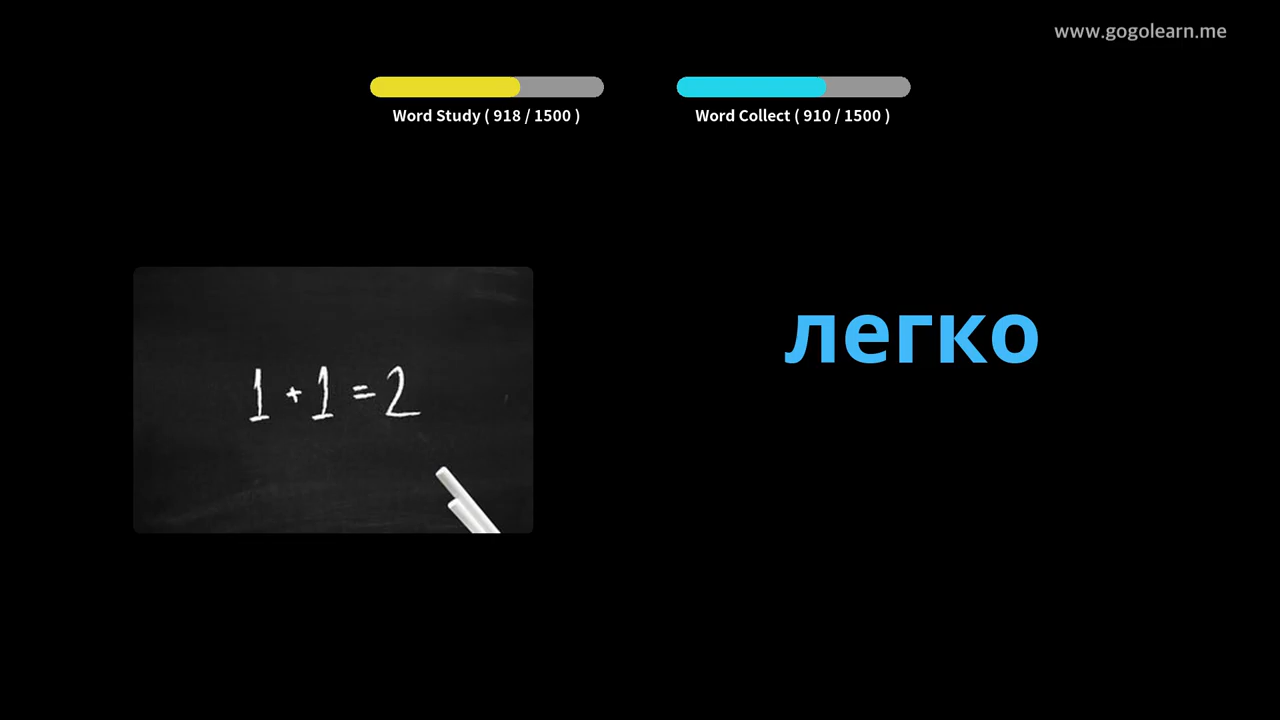 www.gogolearn.me
Word Study ( 918 / 1500 )
Word Collect ( 910 / 1500 )
легко
1 + 1 = 2